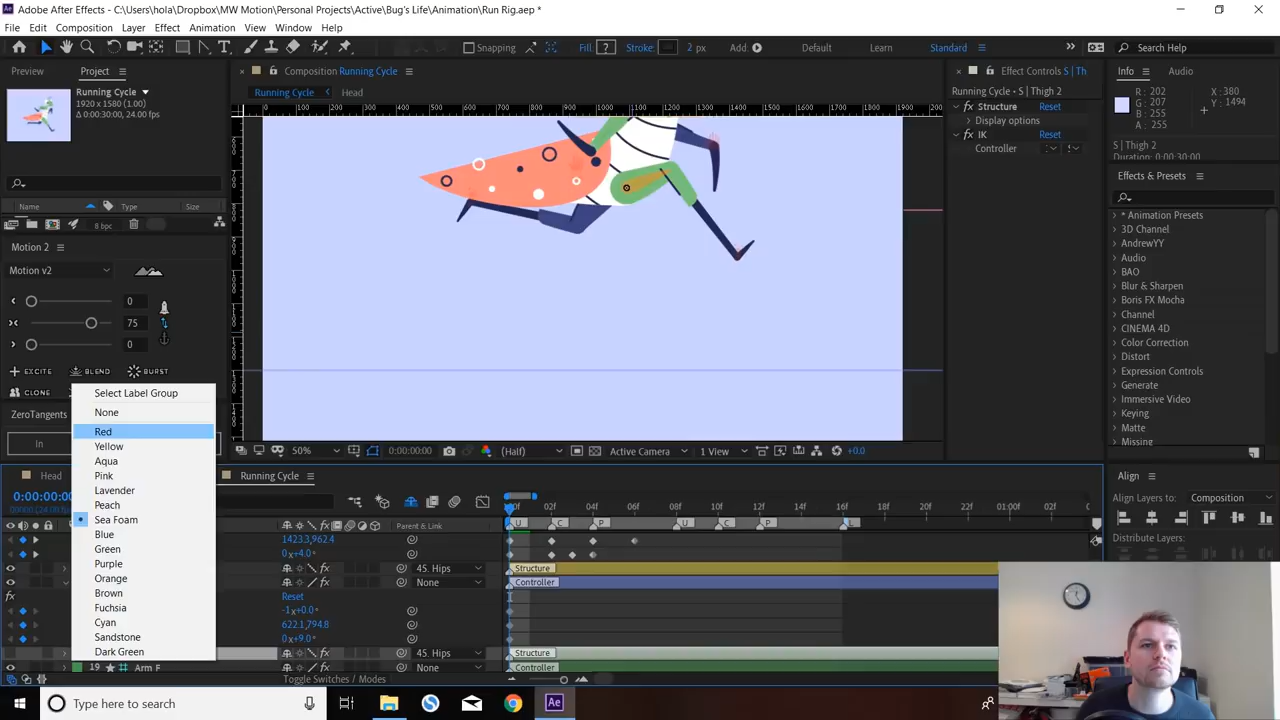 Adobe After Effects - C:\Users\hola\Dropbox\MW Motion\Personal Projects\Active\Bug's Life\Animation\Run Rig.aep *
File Edit Composition Layer Effect Animation View Window Help
Snapping Fill: ? Stroke: 2 px Add: Default Learn Standard Search Help
Preview Project
Composition Running Cycle
Effect Controls S | Th
Info Audio
Running Cycle Head
Running Cycle
1920 x 1580 (1.00)
Δ 0:00:30:00, 24.00 fps
Running Cycle • S | Thigh 2
Structure Reset
Display options
IK Reset
Controller
R: 202
G: 207
B: 255
A: 255
X: 380
Y: 1494
S | Thigh 2
Duration: 0:00:30:00
Effects & Presets
Name Type Size
8 bpc
Motion 2
Motion v2
0
75
0
EXCITE BLEND BURST
CLONE
ZeroTangents
In
* Animation Presets
3D Channel
AndrewYY
Audio
BAO
Blur & Sharpen
Boris FX Mocha
Channel
CINEMA 4D
Color Correction
Distort
Expression Controls
Generate
Immersive Video
Keying
Matte
Missing
Select Label Group
None
Red
Yellow
Aqua
Pink
Lavender
Peach
Sea Foam
Blue
Green
Purple
Orange
Brown
Fuchsia
Cyan
Sandstone
Dark Green
50% 0:00:00:00 (Half) Active Camera 1 View +0.0
Head Running Cycle
0:00:00:00
Parent & Link
02f 04f 06f 08f 10f 12f 14f 16f 18f 20f 22f 01:00f 02f
U C P U C P
1423.3,962.4
0x+4.0°
45. Hips Structure
None Controller
Reset
-1x+0.0°
622.1,794.8
0x+9.0°
45. Hips Structure
19 Arm F None Controller
Toggle Switches / Modes
Align
Align Layers to: Composition
Distribute Layers:
Type here to search